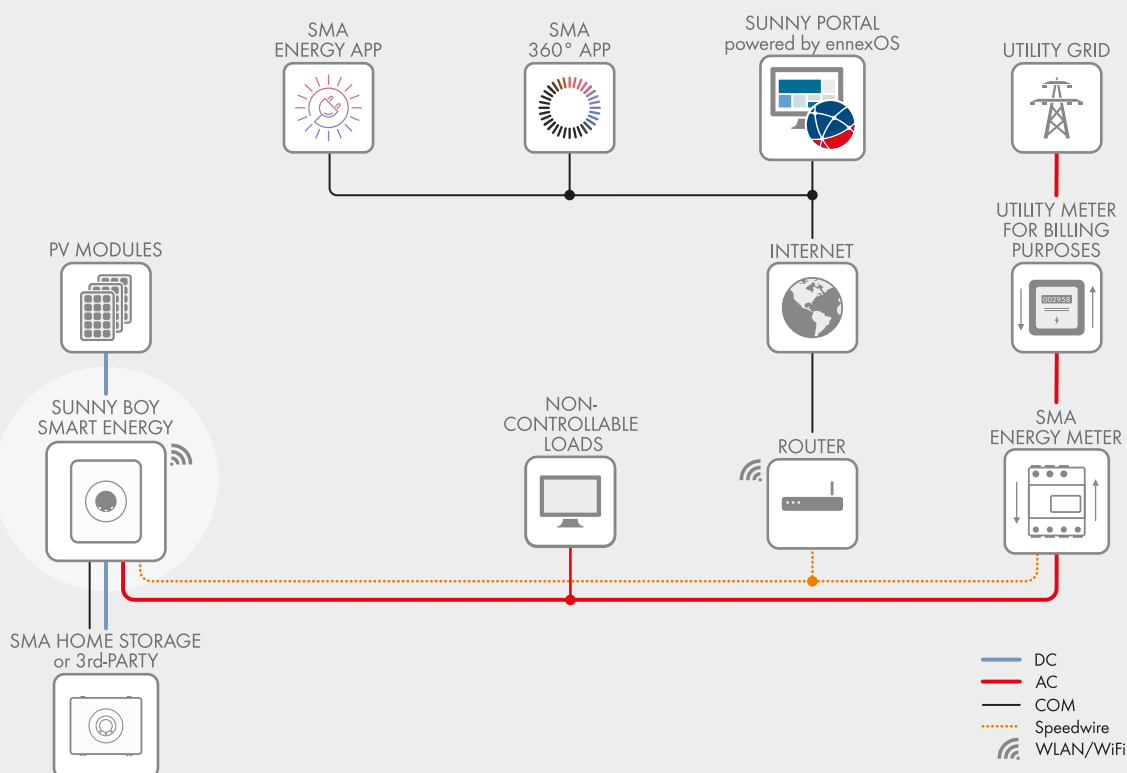 SMA
ENERGY APP
SMA
360° APP
SUNNY PORTAL
powered by ennexOS
UTILITY GRID
UTILITY METER
FOR BILLING
PURPOSES
002958
PV MODULES
INTERNET
SUNNY BOY
SMART ENERGY
NON-
CONTROLLABLE
LOADS
ROUTER
SMA
ENERGY METER
SMA HOME STORAGE
or 3rd-PARTY
DC
AC
COM
Speedwire
WLAN/WiFi